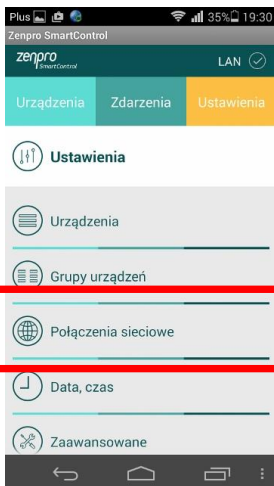 Plus 35% 19:30
Zenpro SmartControl
zenpro
SmartControl
LAN
Urządzenia Zdarzenia Ustawienia
Ustawienia
Urządzenia
Grupy urządzeń
Połączenia sieciowe
Data, czas
Zaawansowane